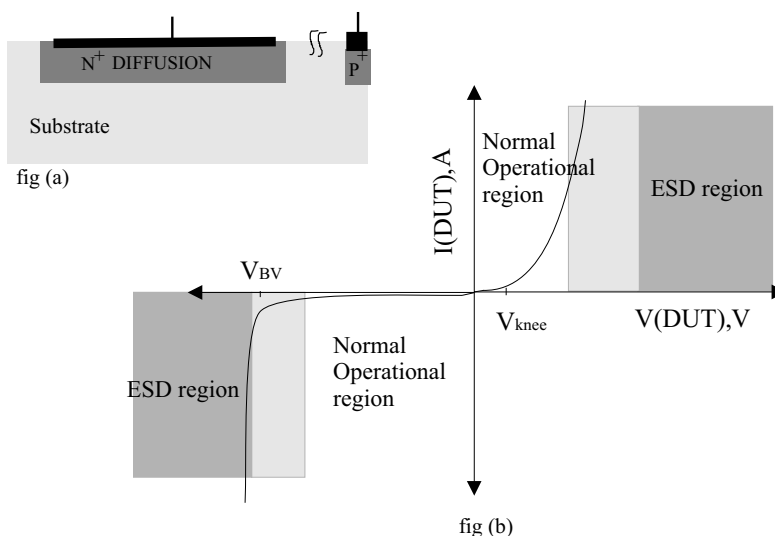 N+ DIFFUSION
P+
Substrate
fig (a)
I(DUT),A
Normal
Operational
region
ESD region
VBV
Vknee
V(DUT),V
Normal
Operational
region
ESD region
fig (b)